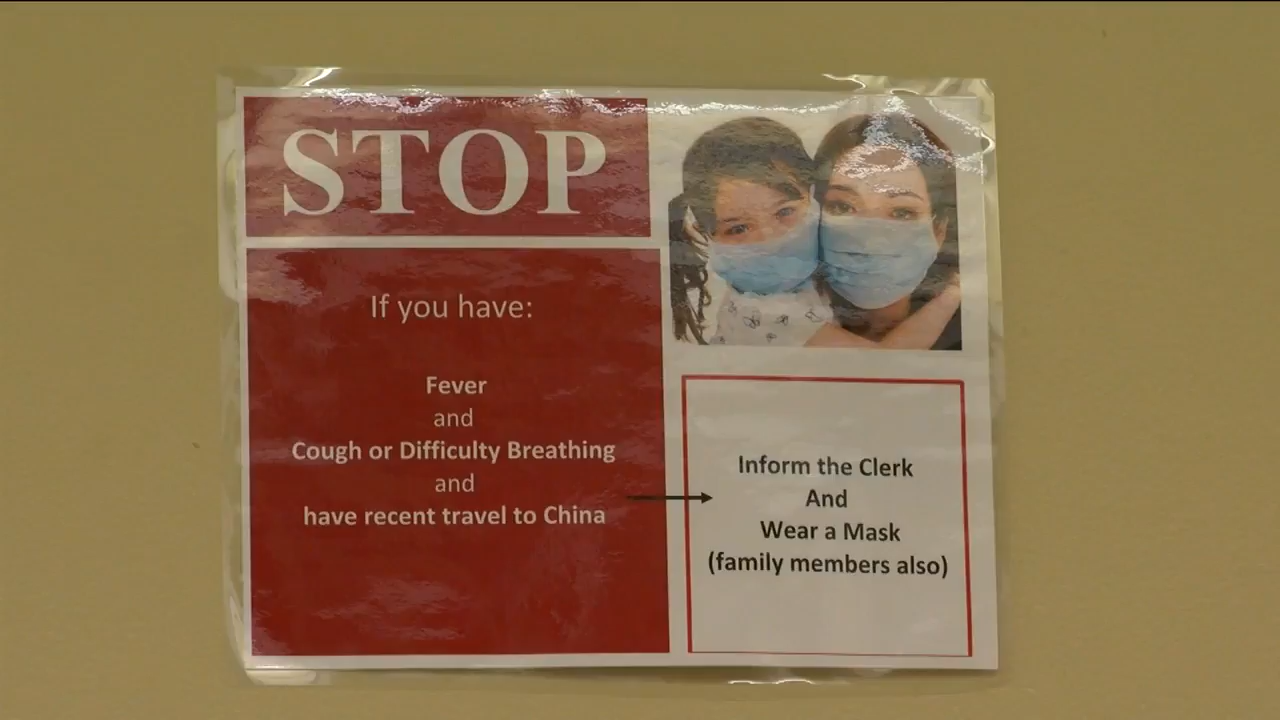 STOP
If you have:
Fever
and
Cough or Difficulty Breathing
and
have recent travel to China
Inform the Clerk
And
Wear a Mask
(family members also)